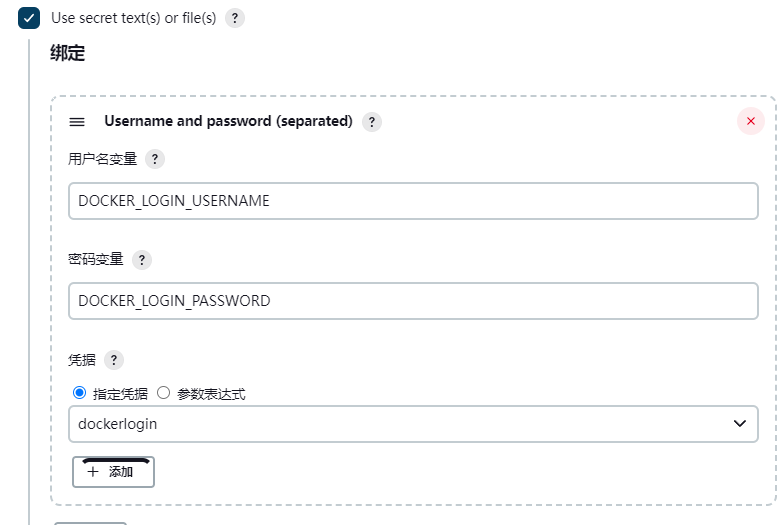 Use secret text(s) or file(s) ?
绑定
Username and password (separated) ?
用户名变量 ?
DOCKER_LOGIN_USERNAME
密码变量 ?
DOCKER_LOGIN_PASSWORD
凭据 ?
指定凭据 参数表达式
dockerlogin
+ 添加